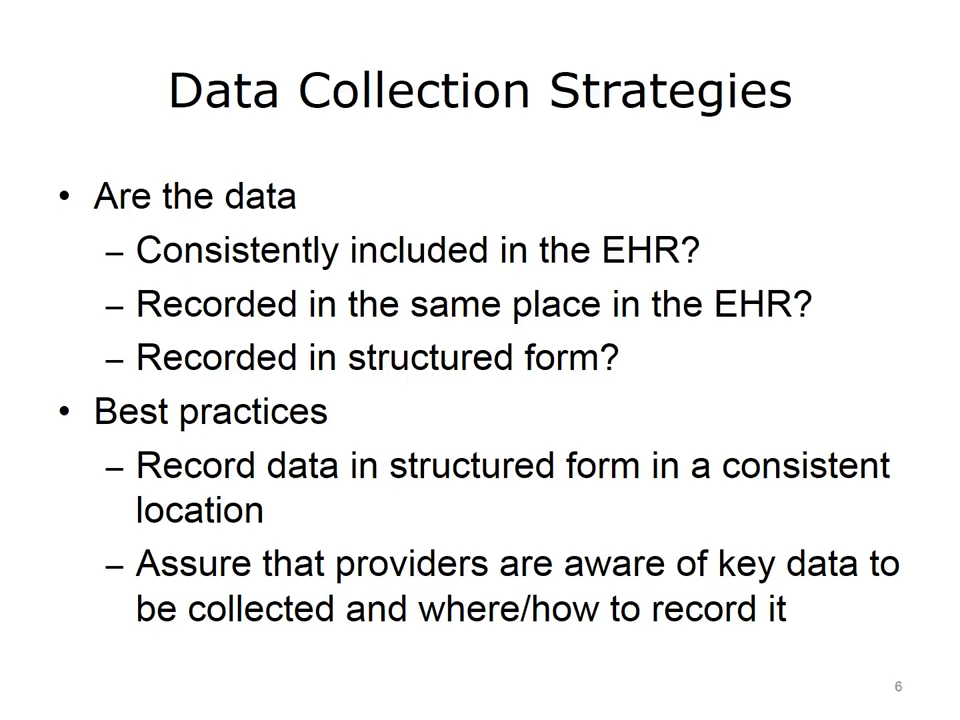 Data Collection Strategies
• Are the data
– Consistently included in the EHR?
– Recorded in the same place in the EHR?
– Recorded in structured form?
• Best practices
– Record data in structured form in a consistent
location
– Assure that providers are aware of key data to
be collected and where/how to record it
6